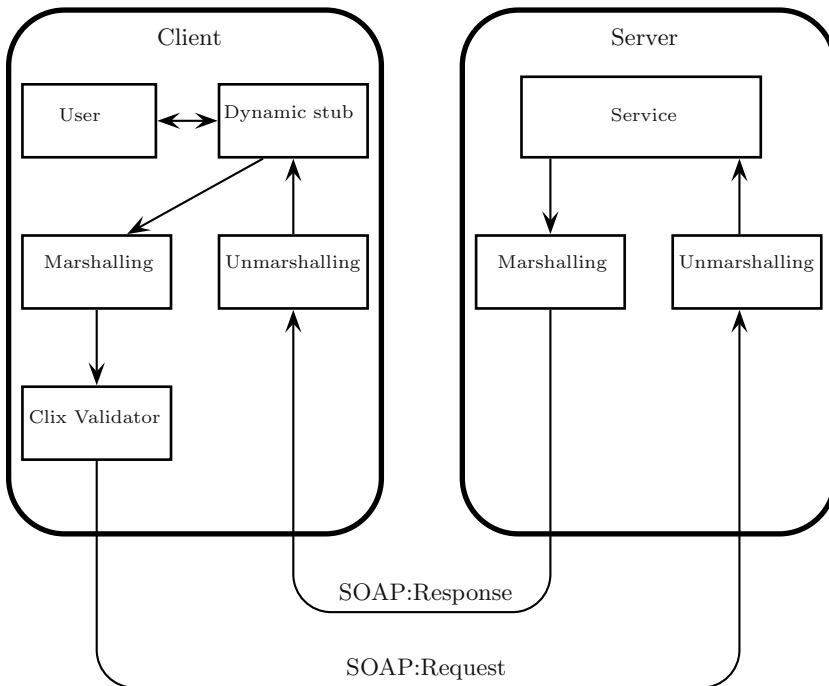 Client
Server
User
Dynamic stub
Service
Marshalling
Unmarshalling
Marshalling
Unmarshalling
Clix Validator
SOAP:Response
SOAP:Request